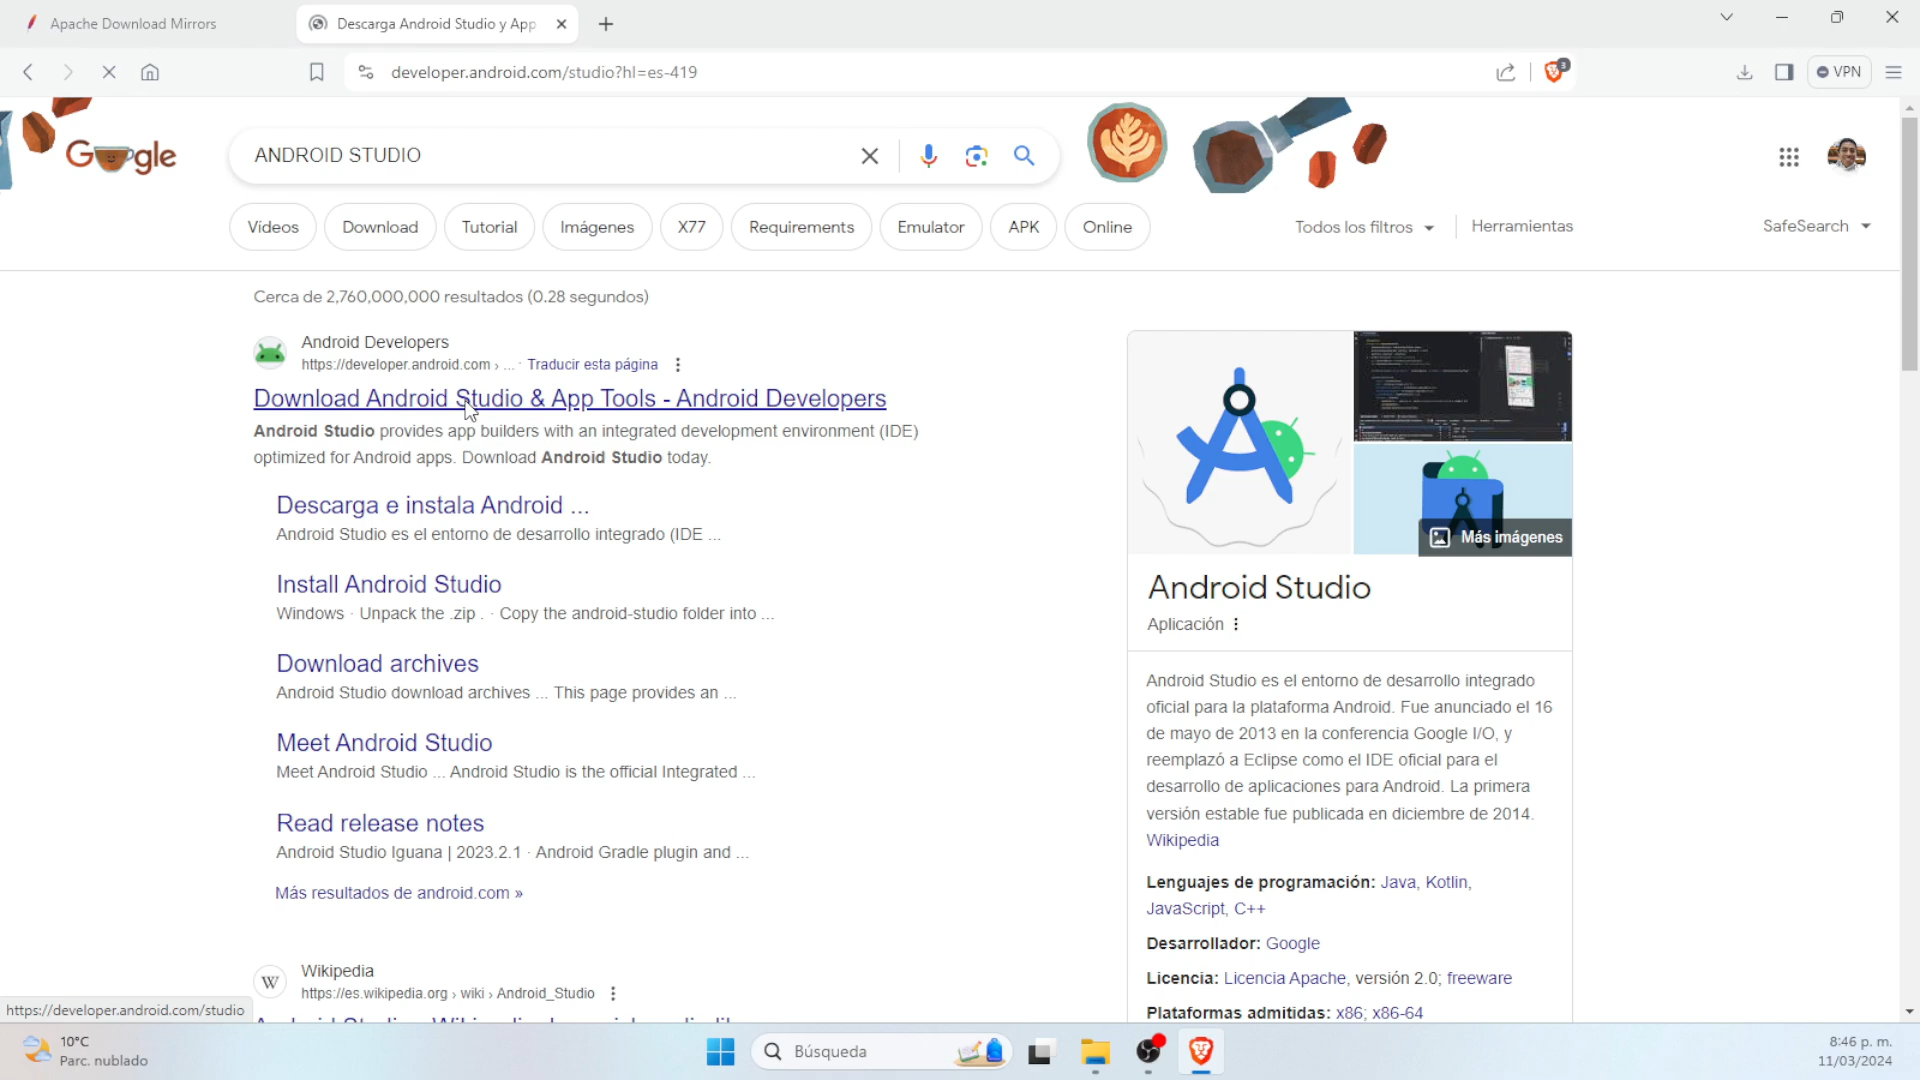 Apache Download Mirrors
Descarga Android Studio y App
developer.android.com/studio?hl=es-419
3
VPN
Google
ANDROID STUDIO
Vídeos
Download
Tutorial
Imágenes
X77
Requirements
Emulator
APK
Online
Todos los filtros
Herramientas
SafeSearch
Cerca de 2,760,000,000 resultados (0.28 segundos)
Android Developers
https://developer.android.com › ... · Traducir esta página
Download Android Studio & App Tools - Android Developers
Android Studio provides app builders with an integrated development environment (IDE)
optimized for Android apps. Download Android Studio today.
Descarga e instala Android ...
Android Studio es el entorno de desarrollo integrado (IDE ...
Install Android Studio
Windows · Unpack the .zip . · Copy the android-studio folder into ...
Download archives
Android Studio download archives ... This page provides an ...
Meet Android Studio
Meet Android Studio ... Android Studio is the official Integrated ...
Read release notes
Android Studio Iguana | 2023.2.1 · Android Gradle plugin and ...
Más resultados de android.com »
W
Wikipedia
https://es.wikipedia.org › wiki › Android_Studio
Más imágenes
Android Studio
Aplicación
Android Studio es el entorno de desarrollo integrado
oficial para la plataforma Android. Fue anunciado el 16
de mayo de 2013 en la conferencia Google I/O, y
reemplazó a Eclipse como el IDE oficial para el
desarrollo de aplicaciones para Android. La primera
versión estable fue publicada en diciembre de 2014.
Wikipedia
Lenguajes de programación: Java, Kotlin,
JavaScript, C++
Desarrollador: Google
Licencia: Licencia Apache, versión 2.0; freeware
Plataformas admitidas: x86; x86-64
https://developer.android.com/studio
10°C
Parc. nublado
Búsqueda
8:46 p. m.
11/03/2024